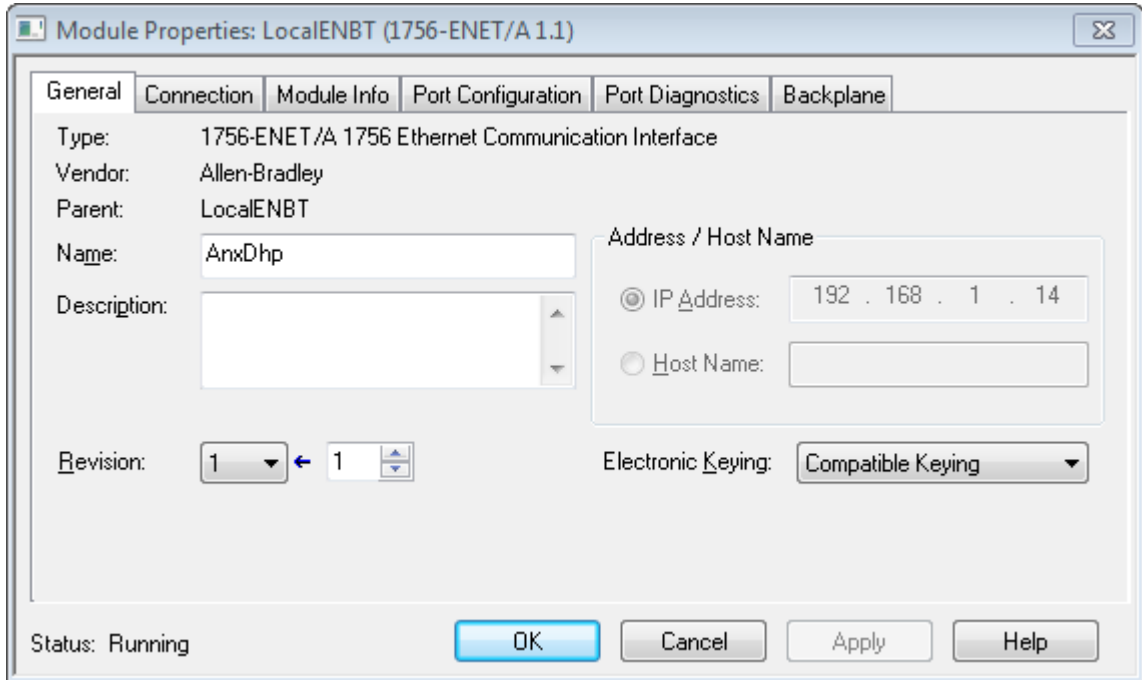 Module Properties: LocalENBT (1756-ENET/A 1.1)
General Connection Module Info Port Configuration Port Diagnostics Backplane
Type: 1756-ENET/A 1756 Ethernet Communication Interface
Vendor: Allen-Bradley
Parent: LocalENBT
Name: AnxDhp
Description:
Address / Host Name
IP Address: 192 . 168 . 1 . 14
Host Name:
Revision: 1 1
Electronic Keying: Compatible Keying
Status: Running
OK Cancel Apply Help